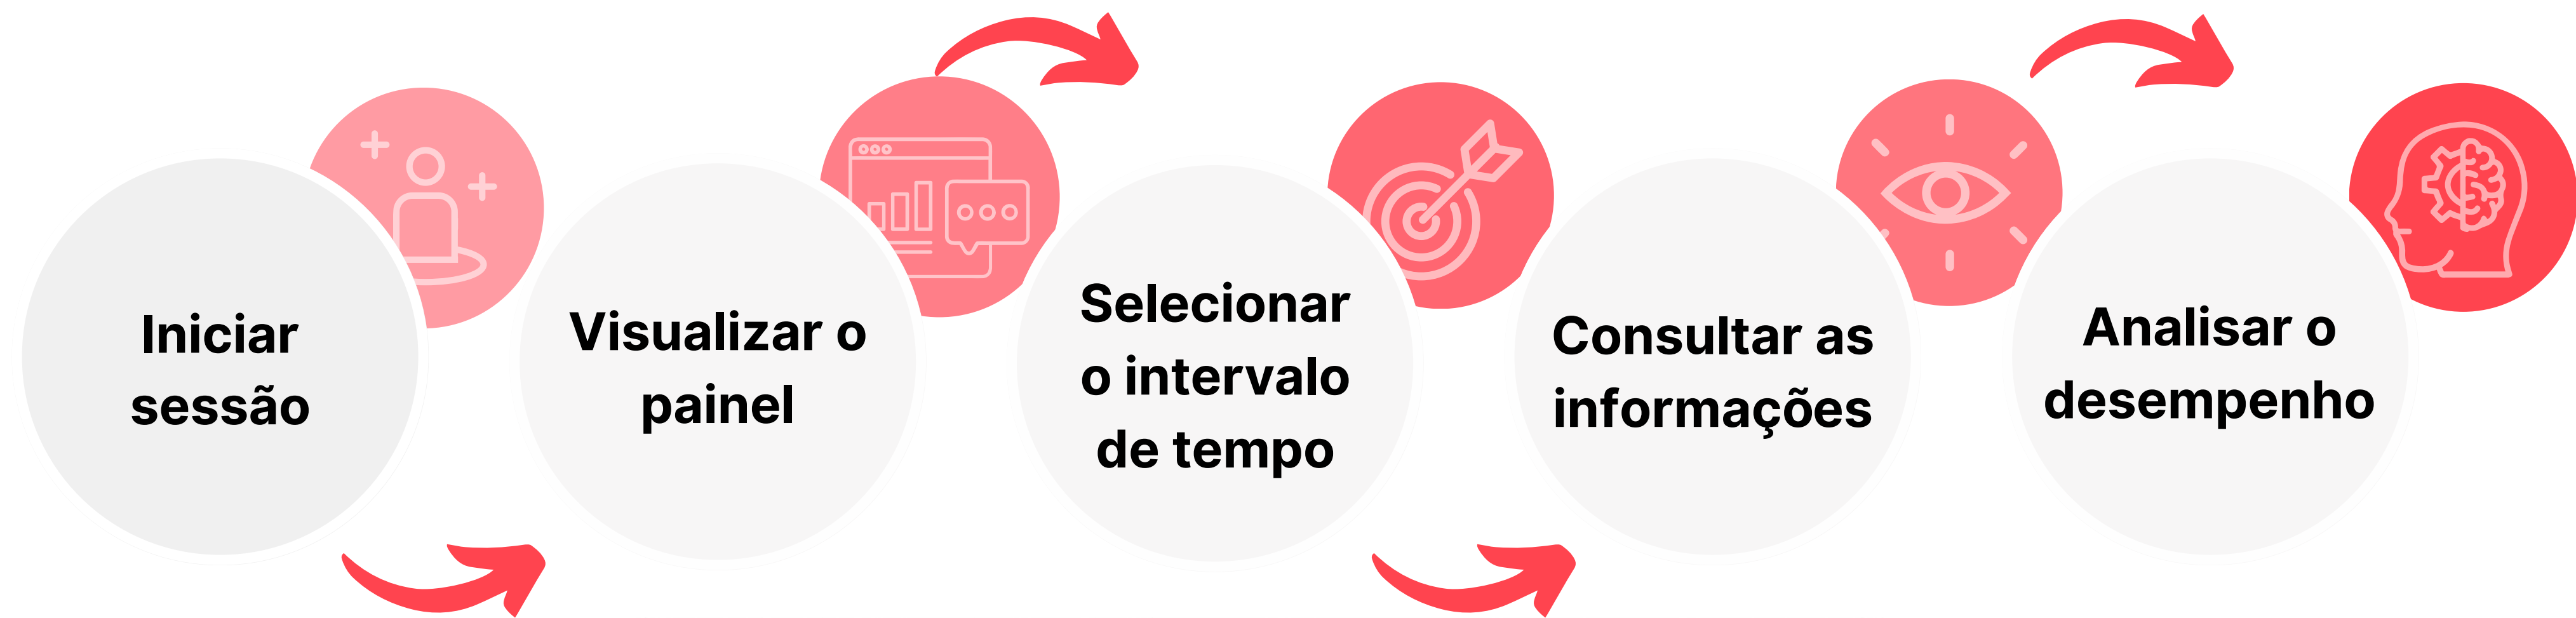 Iniciar
sessão
Visualizar o
painel
Selecionar
o intervalo
de tempo
Consultar as
informações
Analisar o
desempenho